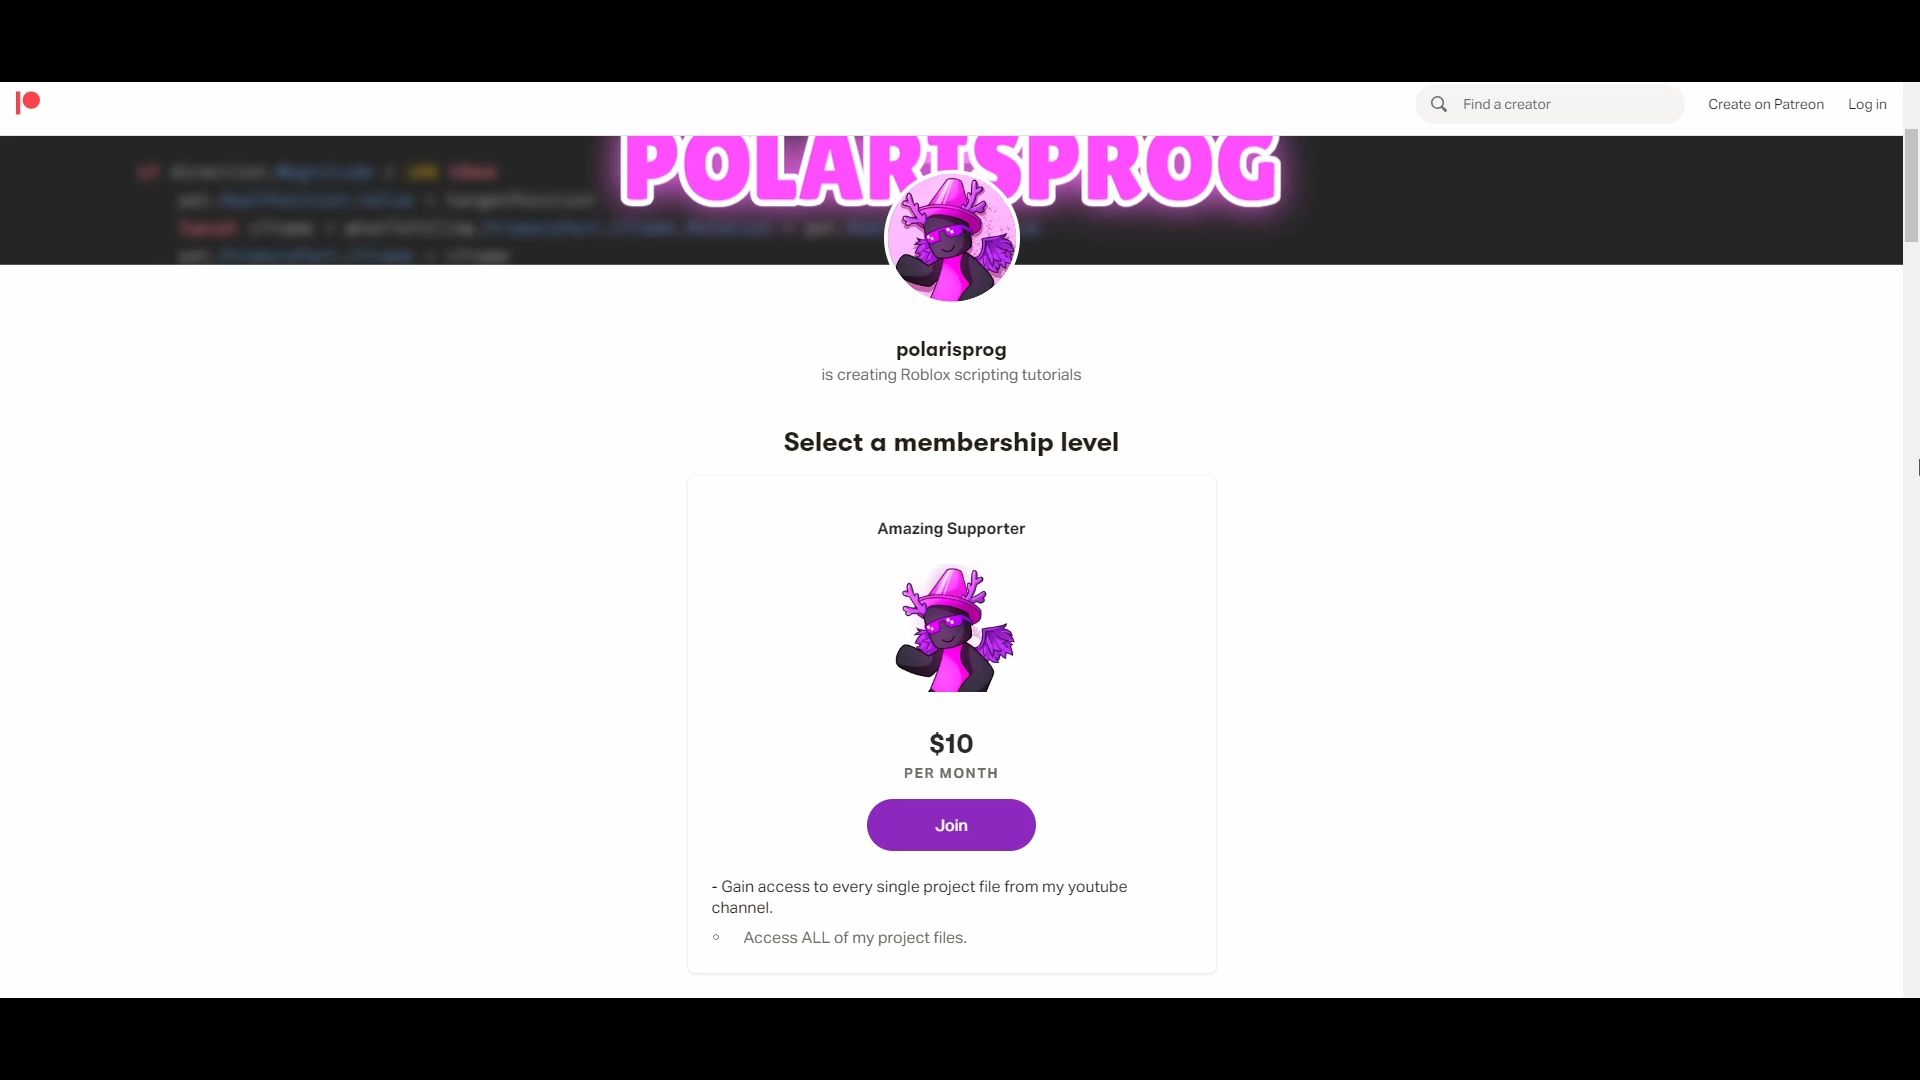 Find a creator
Create on Patreon
Log in
POLARISPROG
polarisprog
is creating Roblox scripting tutorials
Select a membership level
Amazing Supporter
$10
PER MONTH
Join
- Gain access to every single project file from my youtube
channel.
Access ALL of my project files.